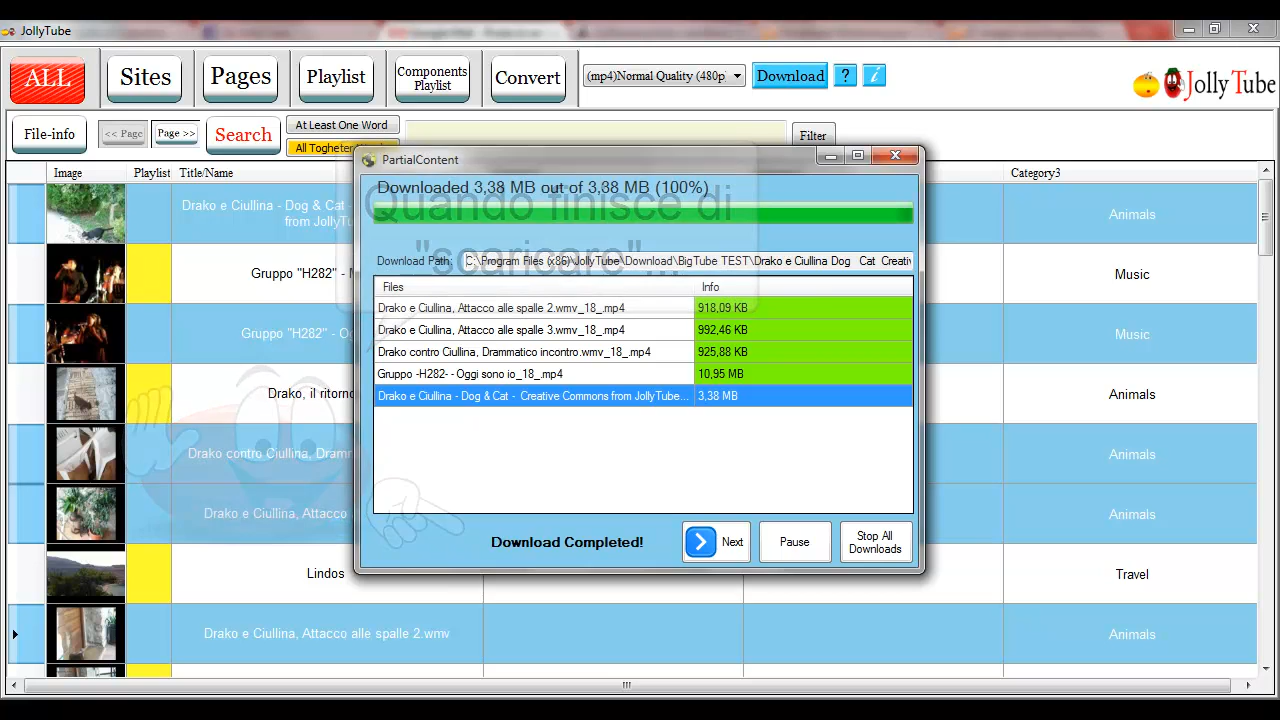 JollyTube
ALL
Sites
Pages
Playlist
Components
Playlist
Convert
(mp4)Normal Quality (480p)
Download
?
i
Jolly Tube
File-info
<< Page
Page >>
Search
At Least One Word
All Togheter
Filter
Image
Playlist
Title/Name
Category3
Drako e Ciullina - Dog & Cat -
from JollyTu
Animals
Gruppo "H282" -
Music
Gruppo "H282" - Og
Music
Drako, il ritorno
Animals
Drako contro Ciullina, Dramm
Animals
Drako e Ciullina, Attacco
Animals
Lindos
Travel
Drako e Ciullina, Attacco alle spalle 2.wmv
Animals
PartialContent
Downloaded 3,38 MB out of 3,38 MB (100%)
Quando finisce di
"scaricare"...
Download Path:
C:\Program Files (x86)\JollyTube\Download\BigTube TEST\Drako e Ciullina Dog Cat Creativ
Files
Info
Drako e Ciullina, Attacco alle spalle 2.wmv_18_.mp4
918,09 KB
Drako e Ciullina, Attacco alle spalle 3.wmv_18_.mp4
992,46 KB
Drako contro Ciullina, Drammatico incontro.wmv_18_.mp4
925,88 KB
Gruppo -H282- - Oggi sono io_18_.mp4
10,95 MB
Drako e Ciullina - Dog & Cat - Creative Commons from JollyTube...
3,38 MB
Download Completed!
Next
Pause
Stop All
Downloads